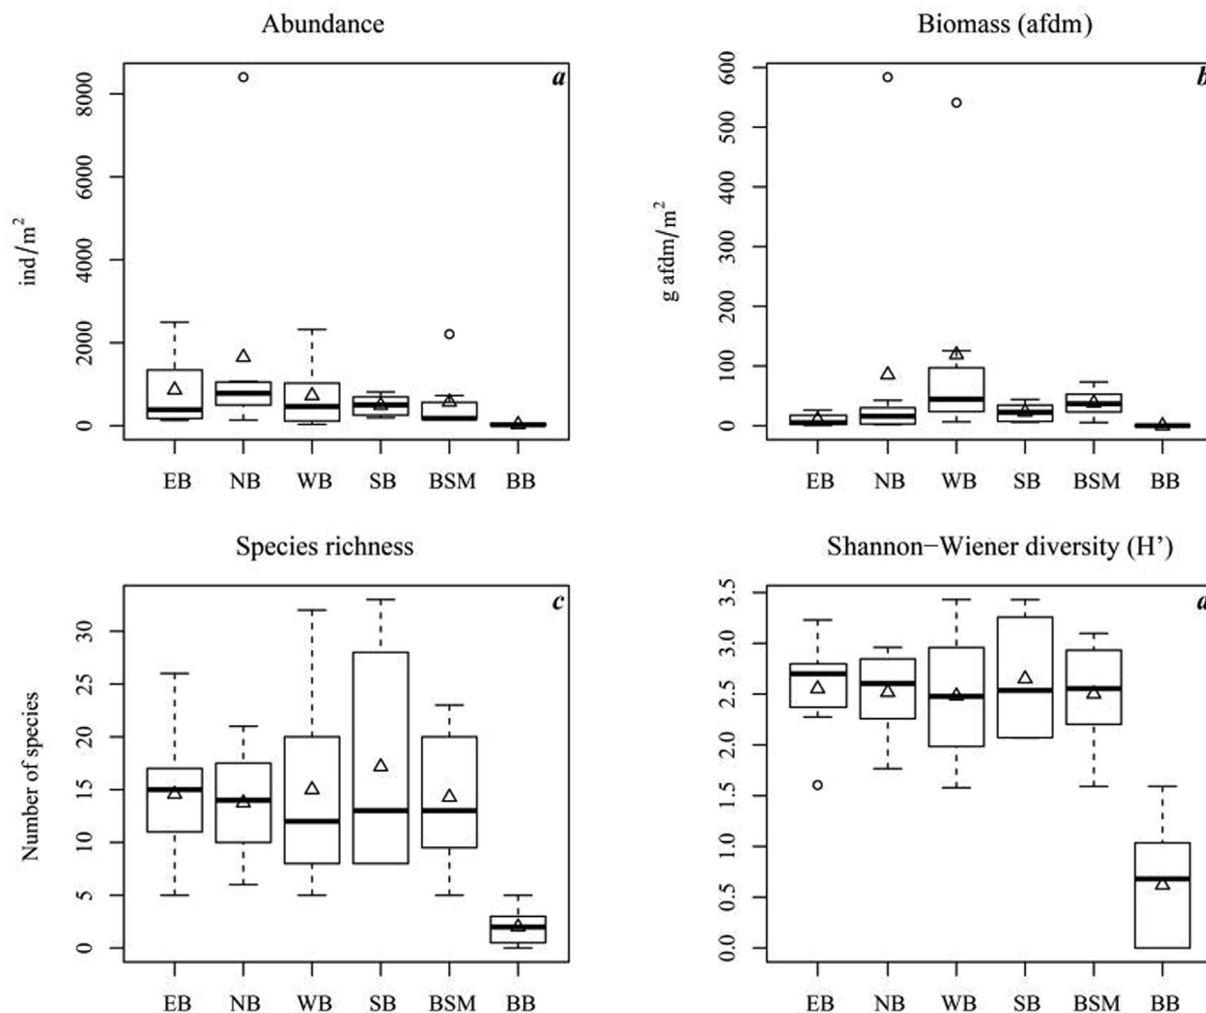 Abundance
a
ind/m²
8000
6000
4000
2000
0
EB NB WB SB BSM BB
Biomass (afdm)
b
g afdm/m²
600
500
400
300
200
100
0
EB NB WB SB BSM BB
Species richness
c
Number of species
30
25
20
15
10
5
0
EB NB WB SB BSM BB
Shannon−Wiener diversity (H’)
3.5
3.0
2.5
2.0
1.5
1.0
0.5
0.0
EB NB WB SB BSM BB